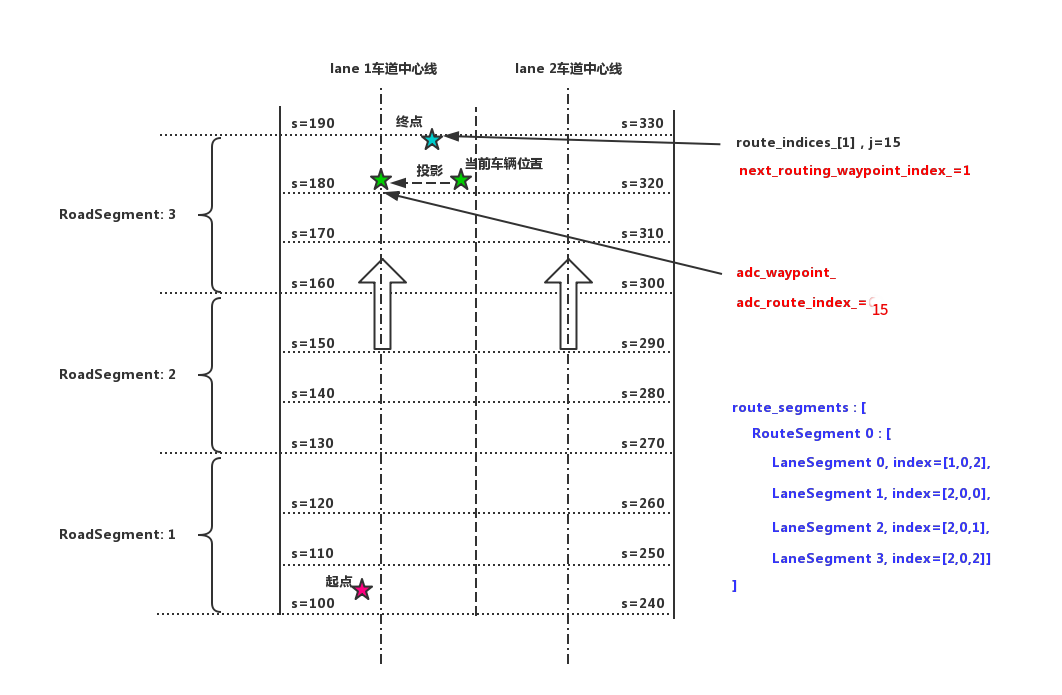 lane 1车道中心线
lane 2车道中心线
s=190
终点
s=330
route_indices_[1] , j=15
当前车辆位置
投影
next_routing_waypoint_index_=1
s=180
s=320
RoadSegment: 3
s=170
s=310
adc_waypoint_
s=160
s=300
adc_route_index_=
15
s=150
s=290
RoadSegment: 2
s=140
s=280
route_segments : [
RouteSegment 0 : [
s=130
s=270
LaneSegment 0, index=[1,0,2],
LaneSegment 1, index=[2,0,0],
s=120
s=260
LaneSegment 2, index=[2,0,1],
RoadSegment: 1
s=110
s=250
LaneSegment 3, index=[2,0,2]]
起点
]
s=100
s=240